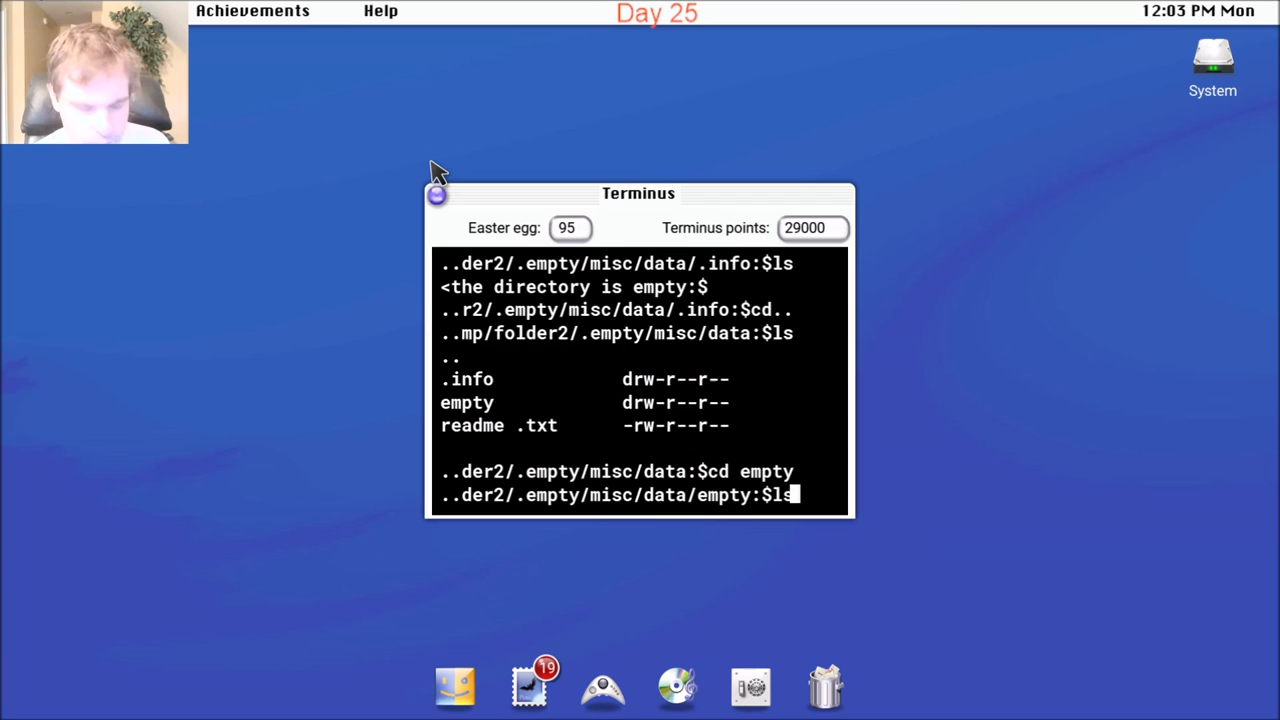 Achievements Help Day 25 12:03 PM Mon
System
Terminus
Easter egg: 95 Terminus points: 29000
..der2/.empty/misc/data/.info:$ls
<the directory is empty:$
..r2/.empty/misc/data/.info:$cd..
..mp/folder2/.empty/misc/data:$ls
..
.info drw-r--r--
empty drw-r--r--
readme .txt -rw-r--r--
..der2/.empty/misc/data:$cd empty
..der2/.empty/misc/data/empty:$ls
19